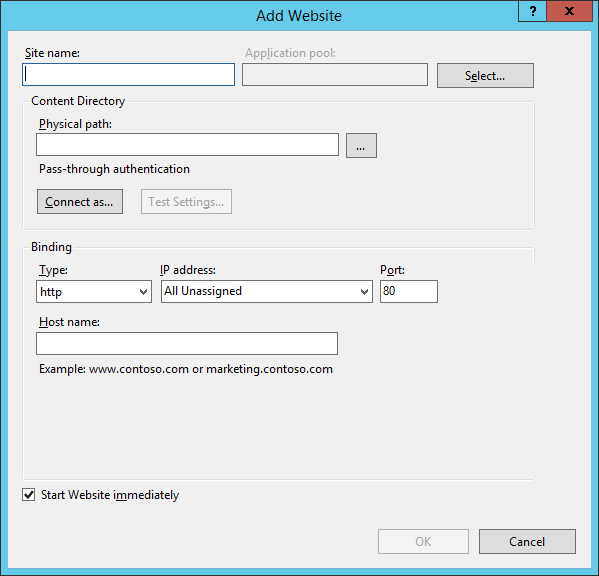 Add Website
?
x
Site name:
Application pool:
Select...
Content Directory
Physical path:
...
Pass-through authentication
Connect as...
Test Settings...
Binding
Type:
IP address:
Port:
http
All Unassigned
80
Host name:
Example: www.contoso.com or marketing.contoso.com
Start Website immediately
OK
Cancel